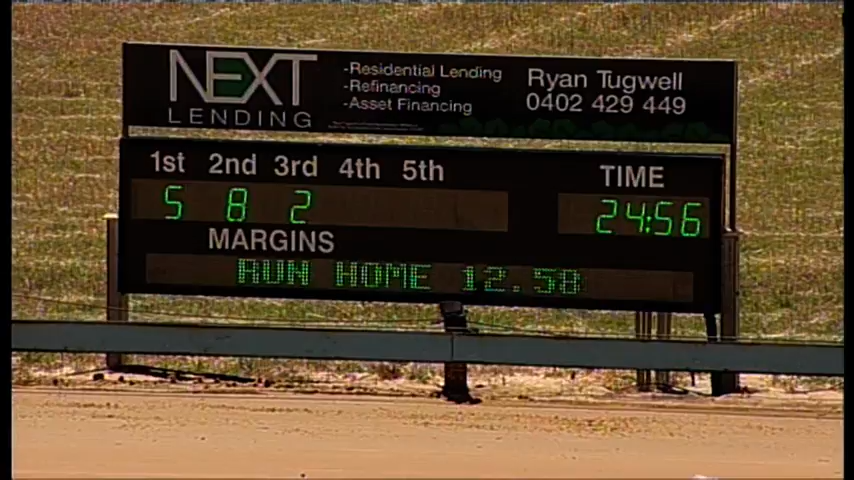 NEXT
LENDING
-Residential Lending
-Refinancing
-Asset Financing
Ryan Tugwell
0402 429 449
1st 2nd 3rd 4th 5th TIME
5 8 2 24:56
MARGINS
RUN HOME 12.58